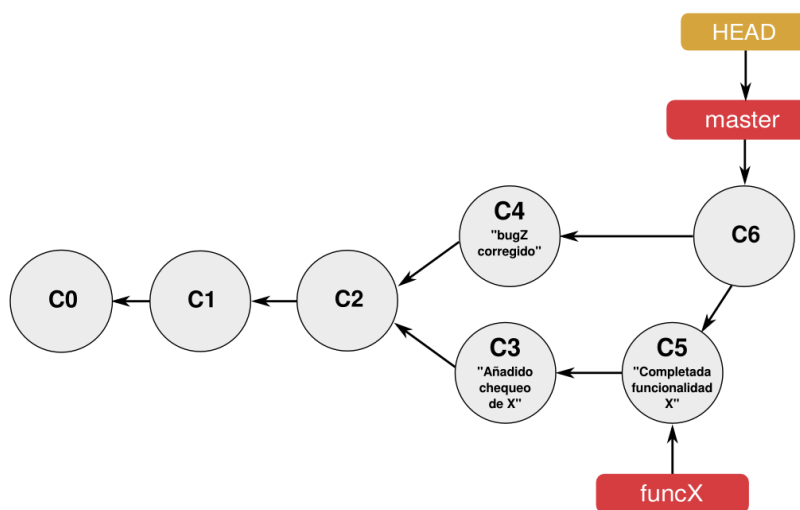 HEAD
master
C4
"bugZ
corregido"
C6
C0
C1
C2
C3
"Añadido
chequeo
de X"
C5
"Completada
funcionalidad
X"
funcX